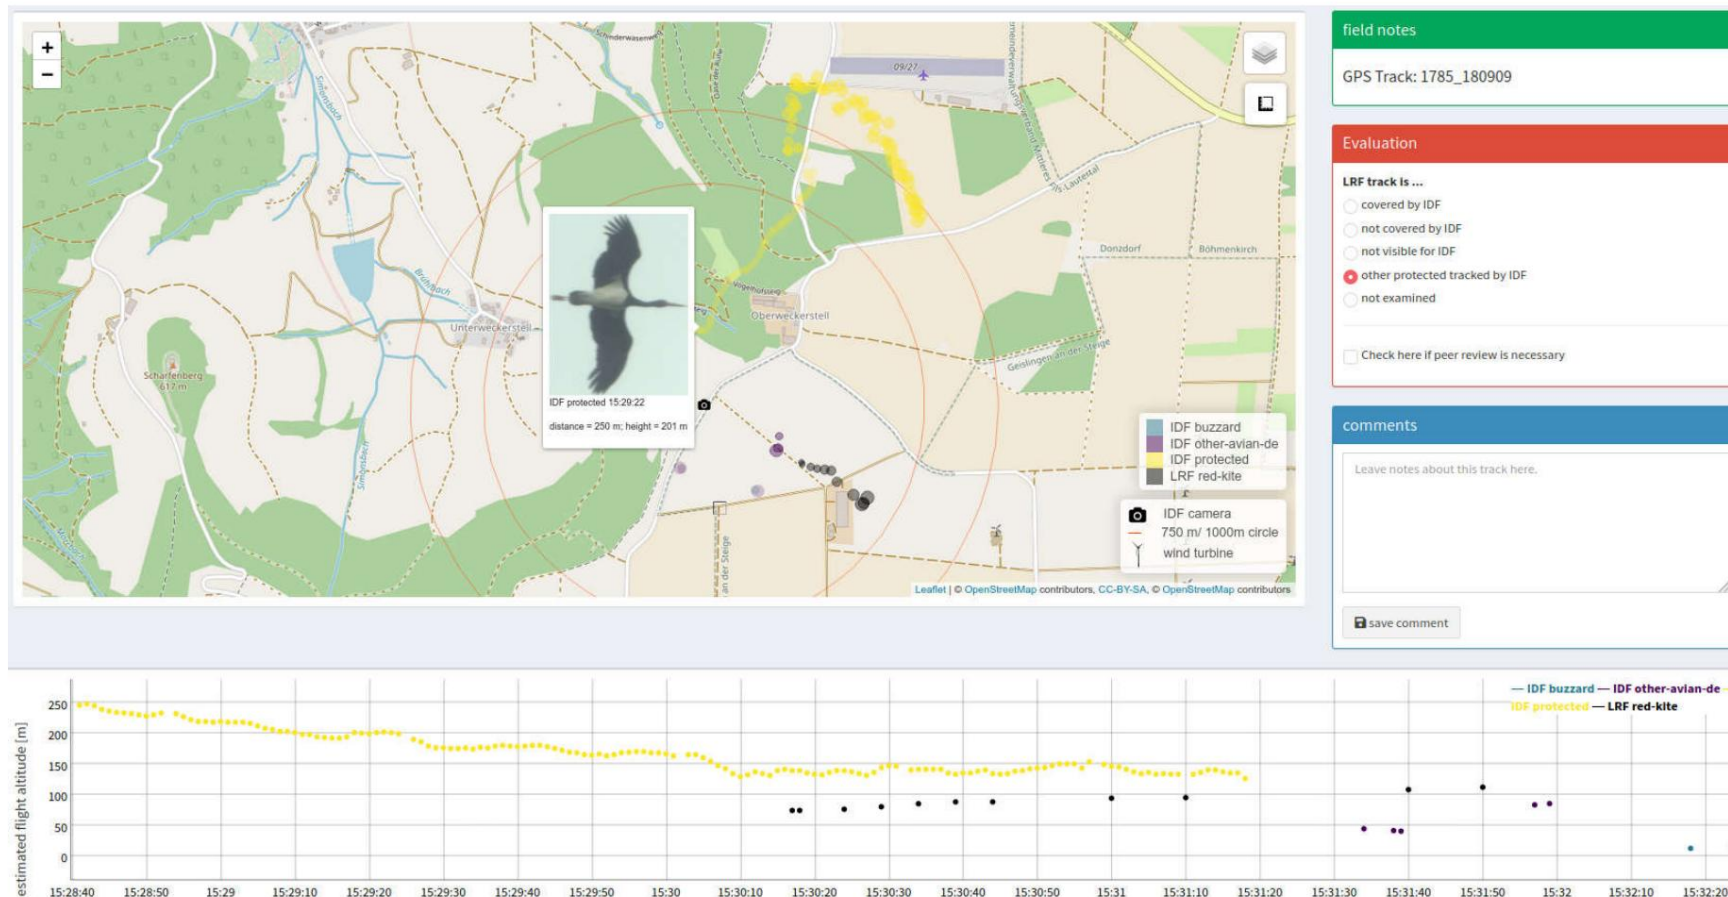 +
−
Schinderwasenweg
Simonsbach
09/27
s-Lautestal
Donzdorf
Böhmenkirch
Brühlbach
Vogelhofsteig
Unterweckerstell
Oberweckerstell
Geislingen an der Steige
Scharfenberg
617 m
Simonsbach
an der Steige
IDF protected 15:29:22
distance = 250 m; height = 201 m
IDF buzzard
IDF other-avian-de
IDF protected
LRF red-kite
IDF camera
750 m/ 1000m circle
wind turbine
Leaflet | © OpenStreetMap contributors, CC-BY-SA, © OpenStreetMap contributors
field notes
GPS Track: 1785_180909
Evaluation
LRF track is ...
covered by IDF
not covered by IDF
not visible for IDF
other protected tracked by IDF
not examined
Check here if peer review is necessary
comments
Leave notes about this track here.
save comment
— IDF buzzard — IDF other-avian-de
IDF protected — LRF red-kite
estimated flight altitude [m]
250
200
150
100
50
0
15:28:40 15:28:50 15:29 15:29:10 15:29:20 15:29:30 15:29:40 15:29:50 15:30 15:30:10 15:30:20 15:30:30 15:30:40 15:30:50 15:31 15:31:10 15:31:20 15:31:30 15:31:40 15:31:50 15:32 15:32:10 15:32:20